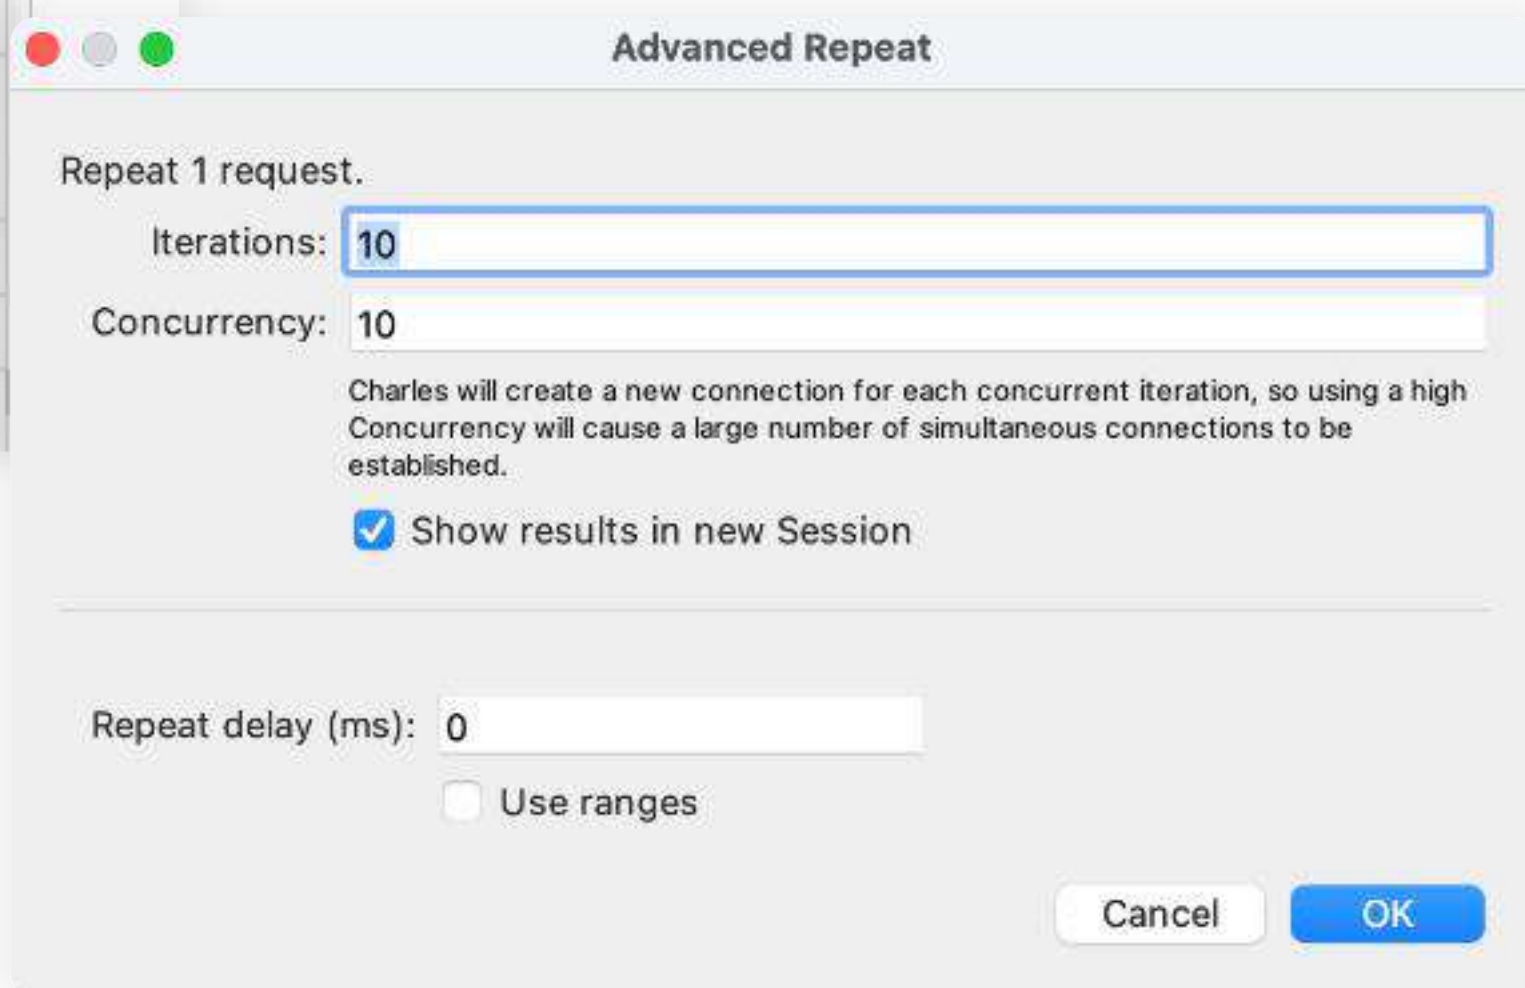 Advanced Repeat
Repeat 1 request.
Iterations: 10
Concurrency: 10
Charles will create a new connection for each concurrent iteration, so using a high
Concurrency will cause a large number of simultaneous connections to be
established.
Show results in new Session
Repeat delay (ms): 0
Use ranges
Cancel OK